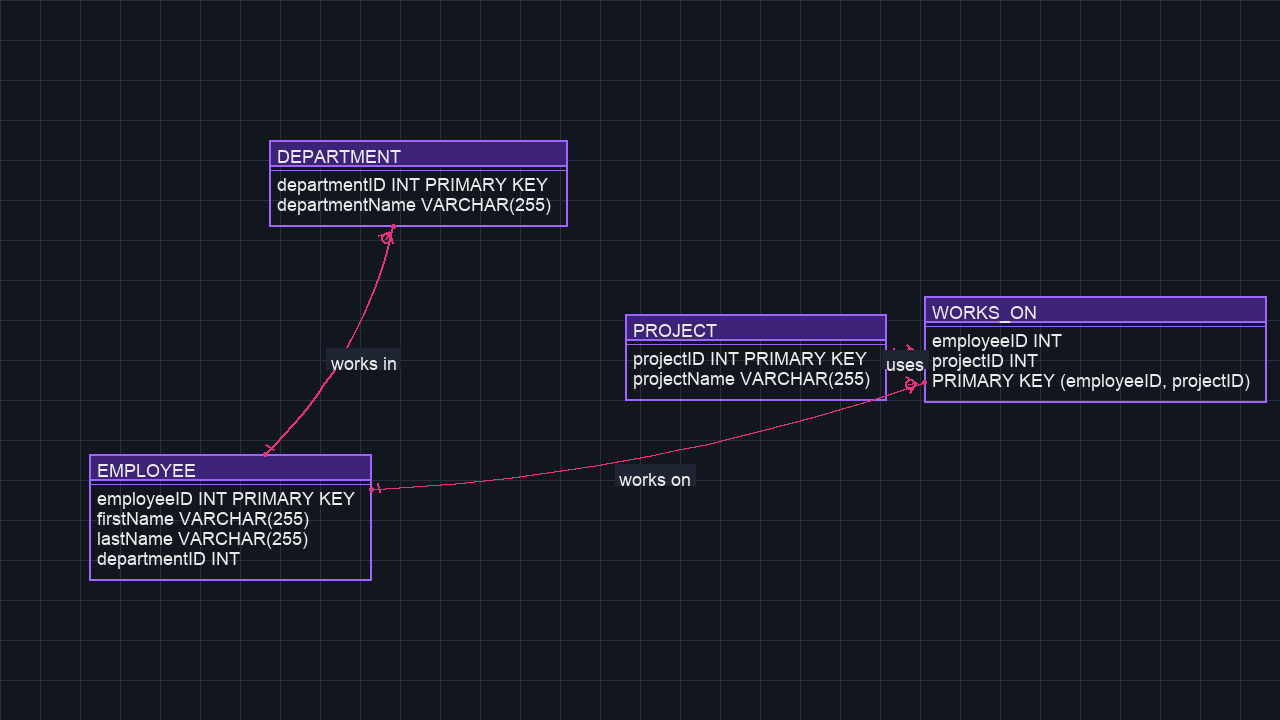 DEPARTMENT
departmentID INT PRIMARY KEY
departmentName VARCHAR(255)
works in
EMPLOYEE
employeeID INT PRIMARY KEY
firstName VARCHAR(255)
lastName VARCHAR(255)
departmentID INT
PROJECT
projectID INT PRIMARY KEY
projectName VARCHAR(255)
uses
works on
WORKS_ON
employeeID INT
projectID INT
PRIMARY KEY (employeeID, projectID)